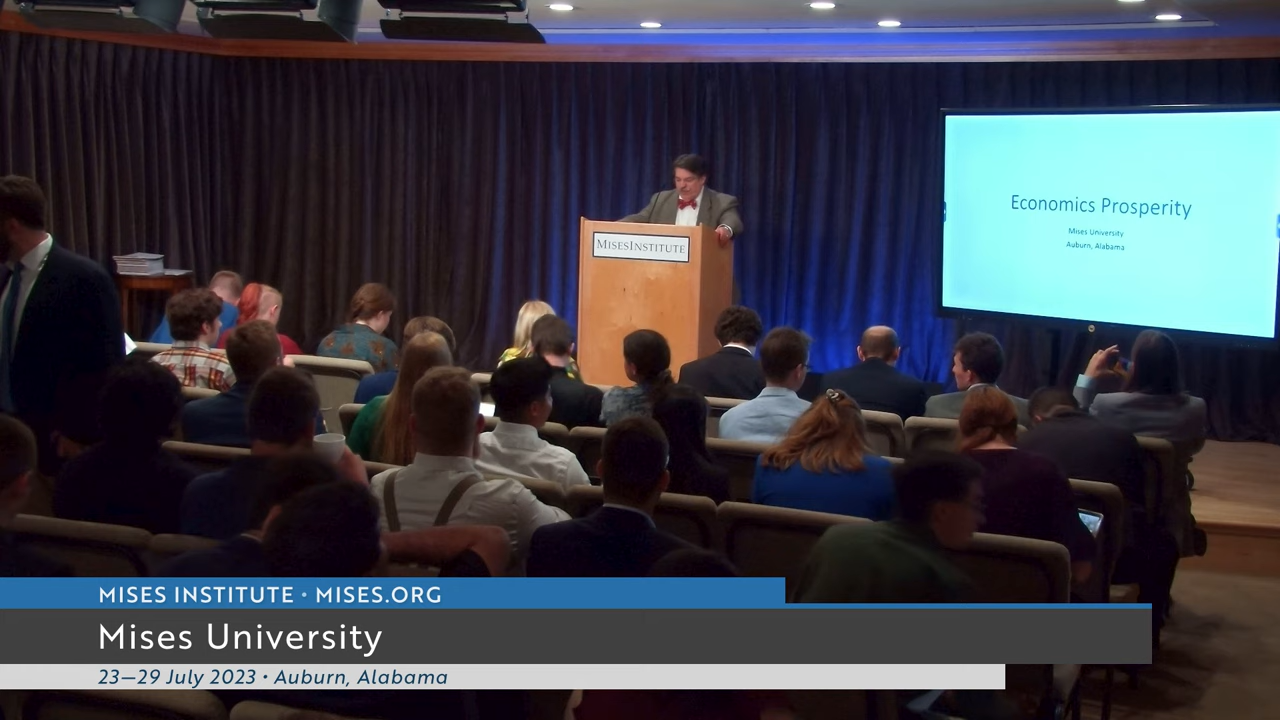 MISESINSTITUTE
Economics Prosperity
Mises University
Auburn, Alabama
MISES INSTITUTE • MISES.ORG
Mises University
23—29 July 2023 • Auburn, Alabama